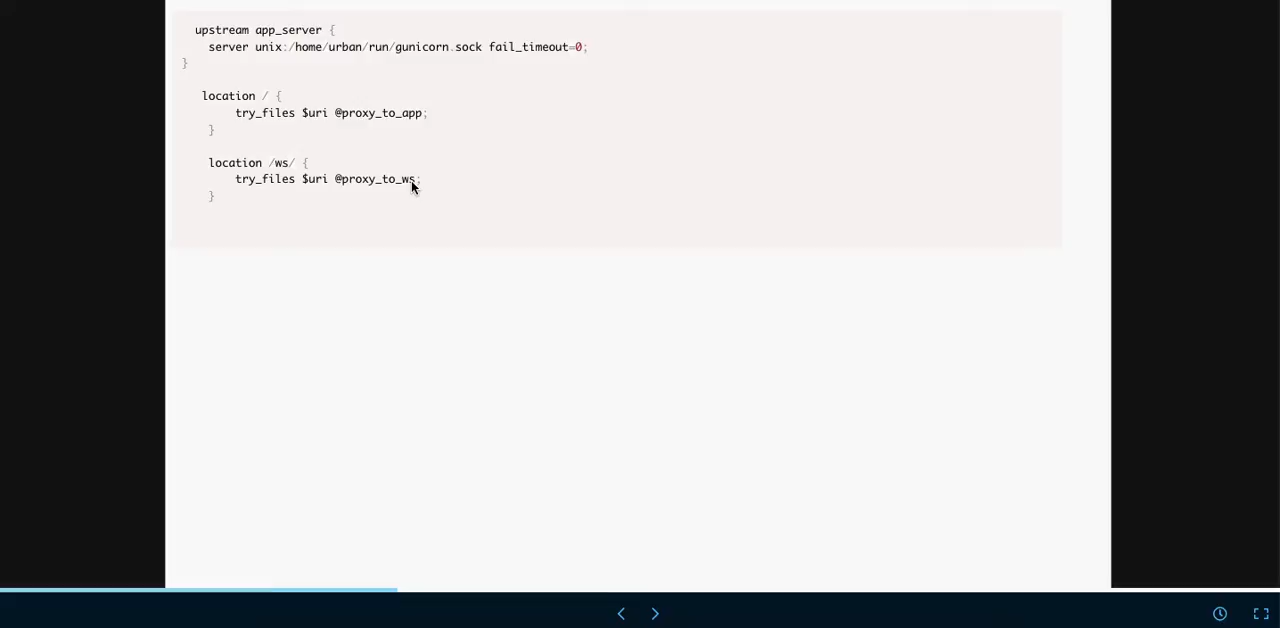 upstream app_server {
server unix:/home/urban/run/gunicorn.sock fail_timeout=0;
}
location / {
try_files $uri @proxy_to_app;
}
location /ws/ {
try_files $uri @proxy_to_ws;
}